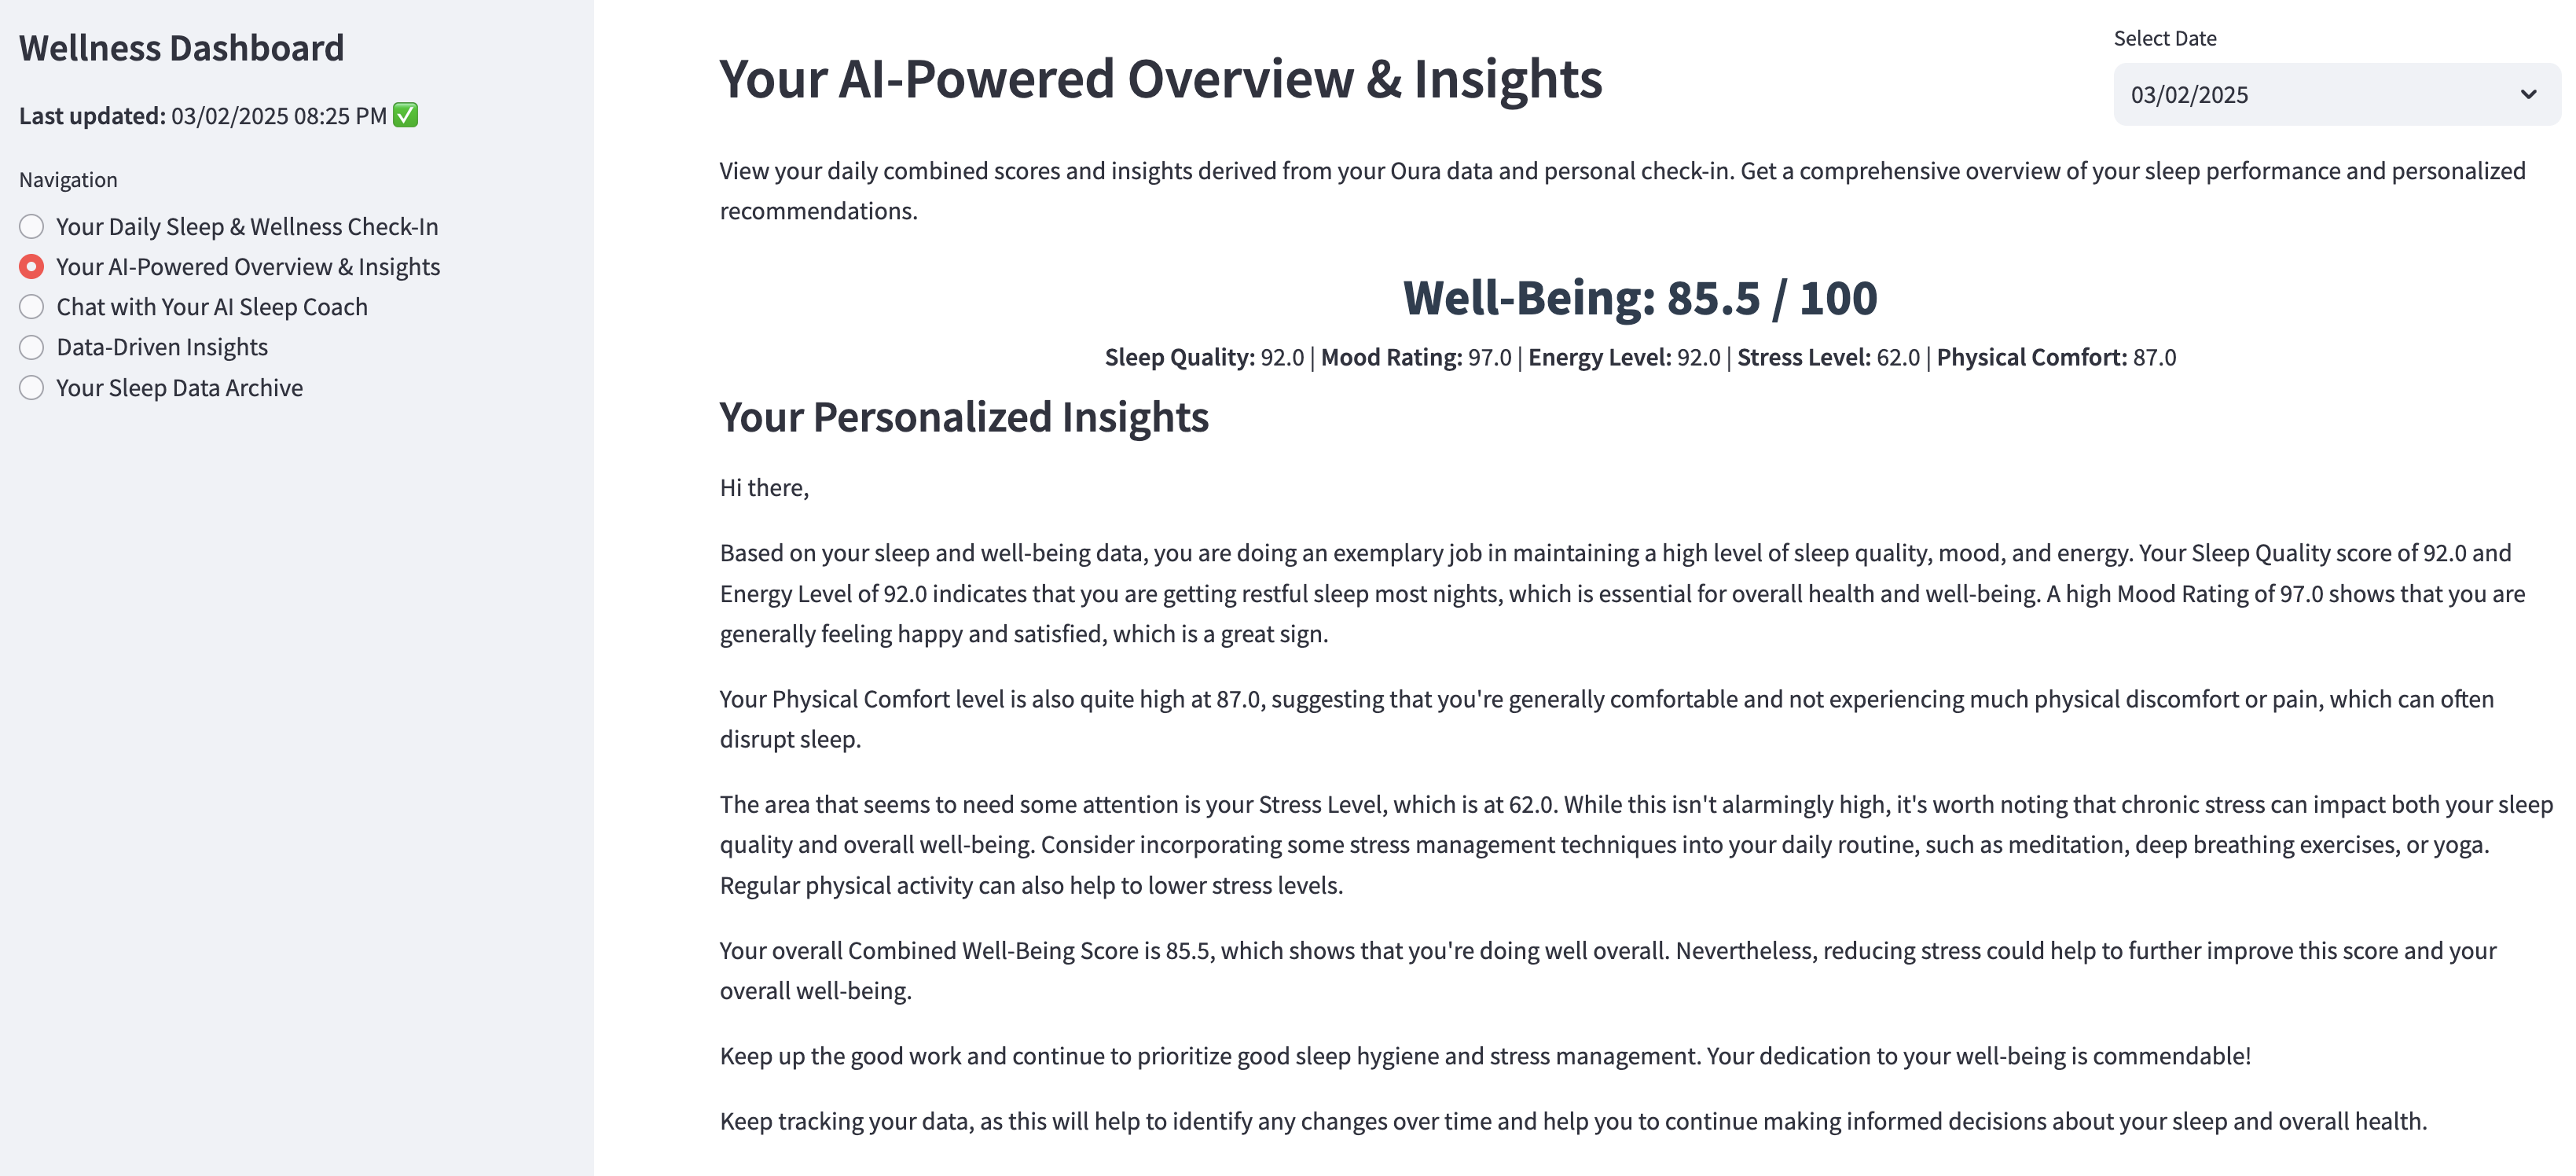 Wellness Dashboard
Last updated: 03/02/2025 08:25 PM ✅
Navigation
Your Daily Sleep & Wellness Check-In
Your AI-Powered Overview & Insights
Chat with Your AI Sleep Coach
Data-Driven Insights
Your Sleep Data Archive
Select Date
03/02/2025
Your AI-Powered Overview & Insights
View your daily combined scores and insights derived from your Oura data and personal check-in. Get a comprehensive overview of your sleep performance and personalized
recommendations.
Well-Being: 85.5 / 100
Sleep Quality: 92.0 | Mood Rating: 97.0 | Energy Level: 92.0 | Stress Level: 62.0 | Physical Comfort: 87.0
Your Personalized Insights
Hi there,
Based on your sleep and well-being data, you are doing an exemplary job in maintaining a high level of sleep quality, mood, and energy. Your Sleep Quality score of 92.0 and
Energy Level of 92.0 indicates that you are getting restful sleep most nights, which is essential for overall health and well-being. A high Mood Rating of 97.0 shows that you are
generally feeling happy and satisfied, which is a great sign.
Your Physical Comfort level is also quite high at 87.0, suggesting that you're generally comfortable and not experiencing much physical discomfort or pain, which can often
disrupt sleep.
The area that seems to need some attention is your Stress Level, which is at 62.0. While this isn't alarmingly high, it's worth noting that chronic stress can impact both your sleep
quality and overall well-being. Consider incorporating some stress management techniques into your daily routine, such as meditation, deep breathing exercises, or yoga.
Regular physical activity can also help to lower stress levels.
Your overall Combined Well-Being Score is 85.5, which shows that you're doing well overall. Nevertheless, reducing stress could help to further improve this score and your
overall well-being.
Keep up the good work and continue to prioritize good sleep hygiene and stress management. Your dedication to your well-being is commendable!
Keep tracking your data, as this will help to identify any changes over time and help you to continue making informed decisions about your sleep and overall health.